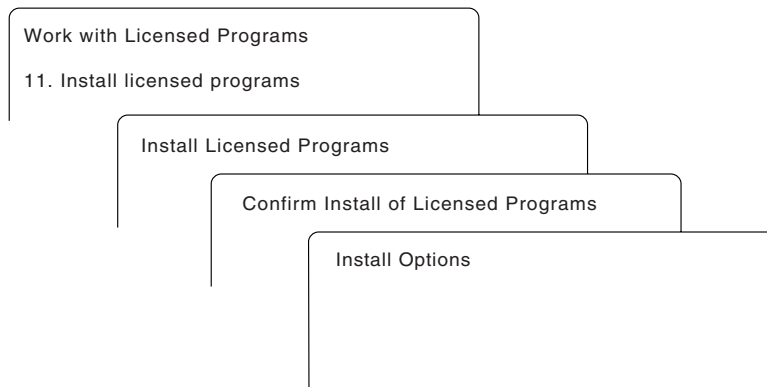 Work with Licensed Programs
11. Install licensed programs
Install Licensed Programs
Confirm Install of Licensed Programs
Install Options